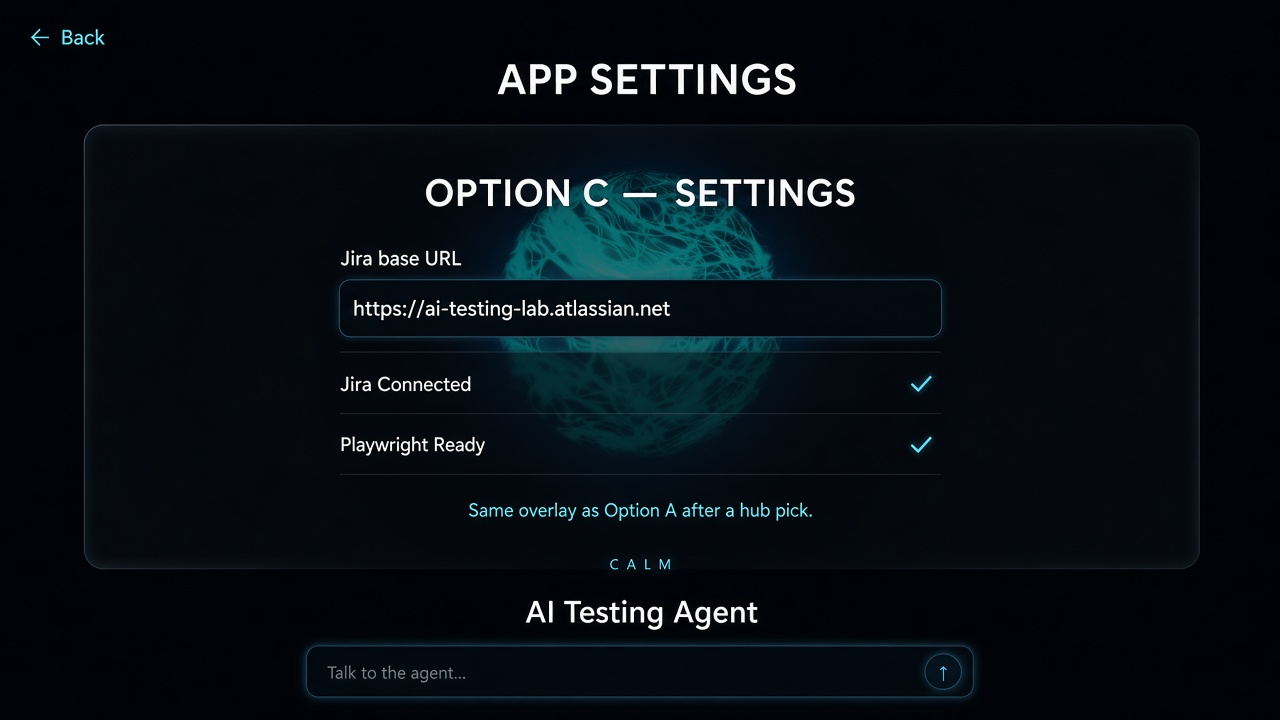 ← Back
APP SETTINGS
OPTION C — SETTINGS
Jira base URL
https://ai-testing-lab.atlassian.net
Jira Connected
Playwright Ready
Same overlay as Option A after a hub pick.
CALM
AI Testing Agent
Talk to the agent...